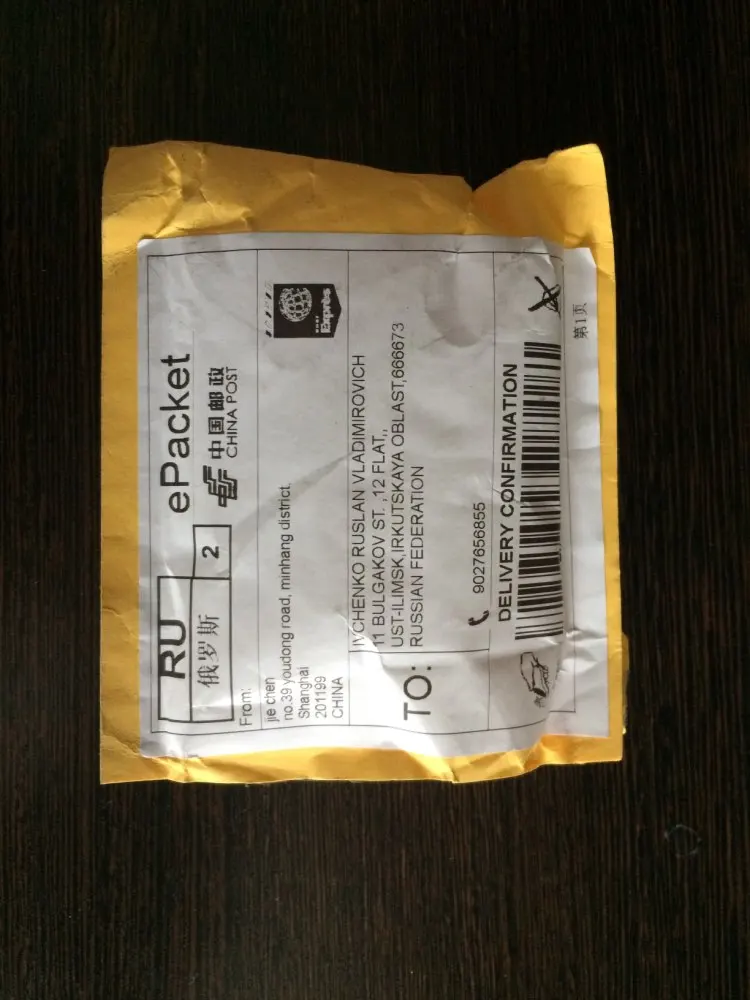 RU
俄罗斯
2
ePacket
中国邮政
CHINA POST
From:
jie chen
no.39 youdong road, minhang district,
Shanghai
201199
CHINA
Exprès
TO:
IVCHENKO RUSLAN VLADIMIROVICH
11 BULGAKOV ST. ,12 FLAT,,
UST-ILIMSK,IRKUTSKAYA OBLAST,666673
RUSSIAN FEDERATION
9027656855
DELIVERY CONFIRMATION
第1页